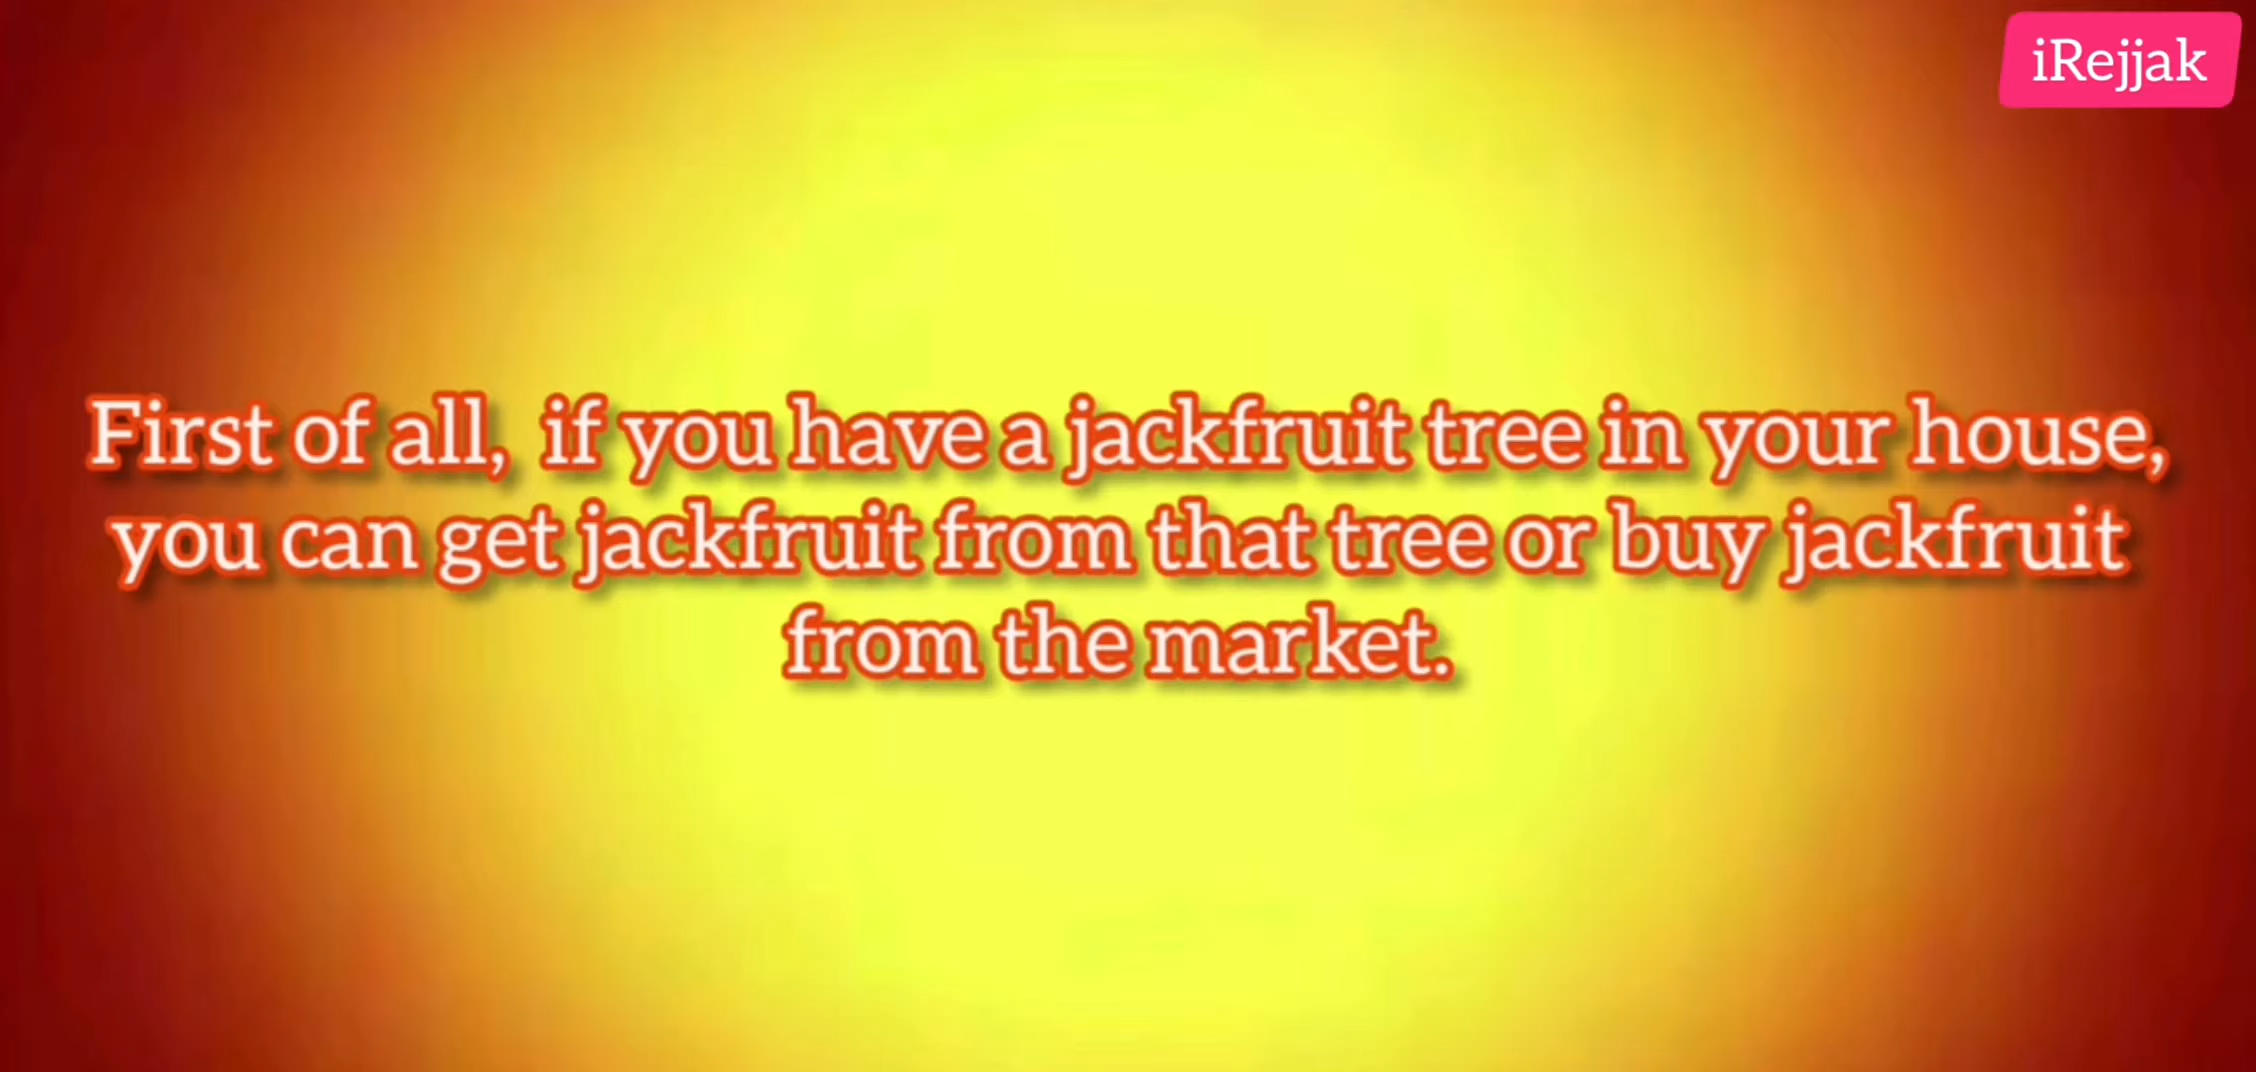 iRejjak
First of all,  if you have a jackfruit tree in your house,
you can get jackfruit from that tree or buy jackfruit
from the market.